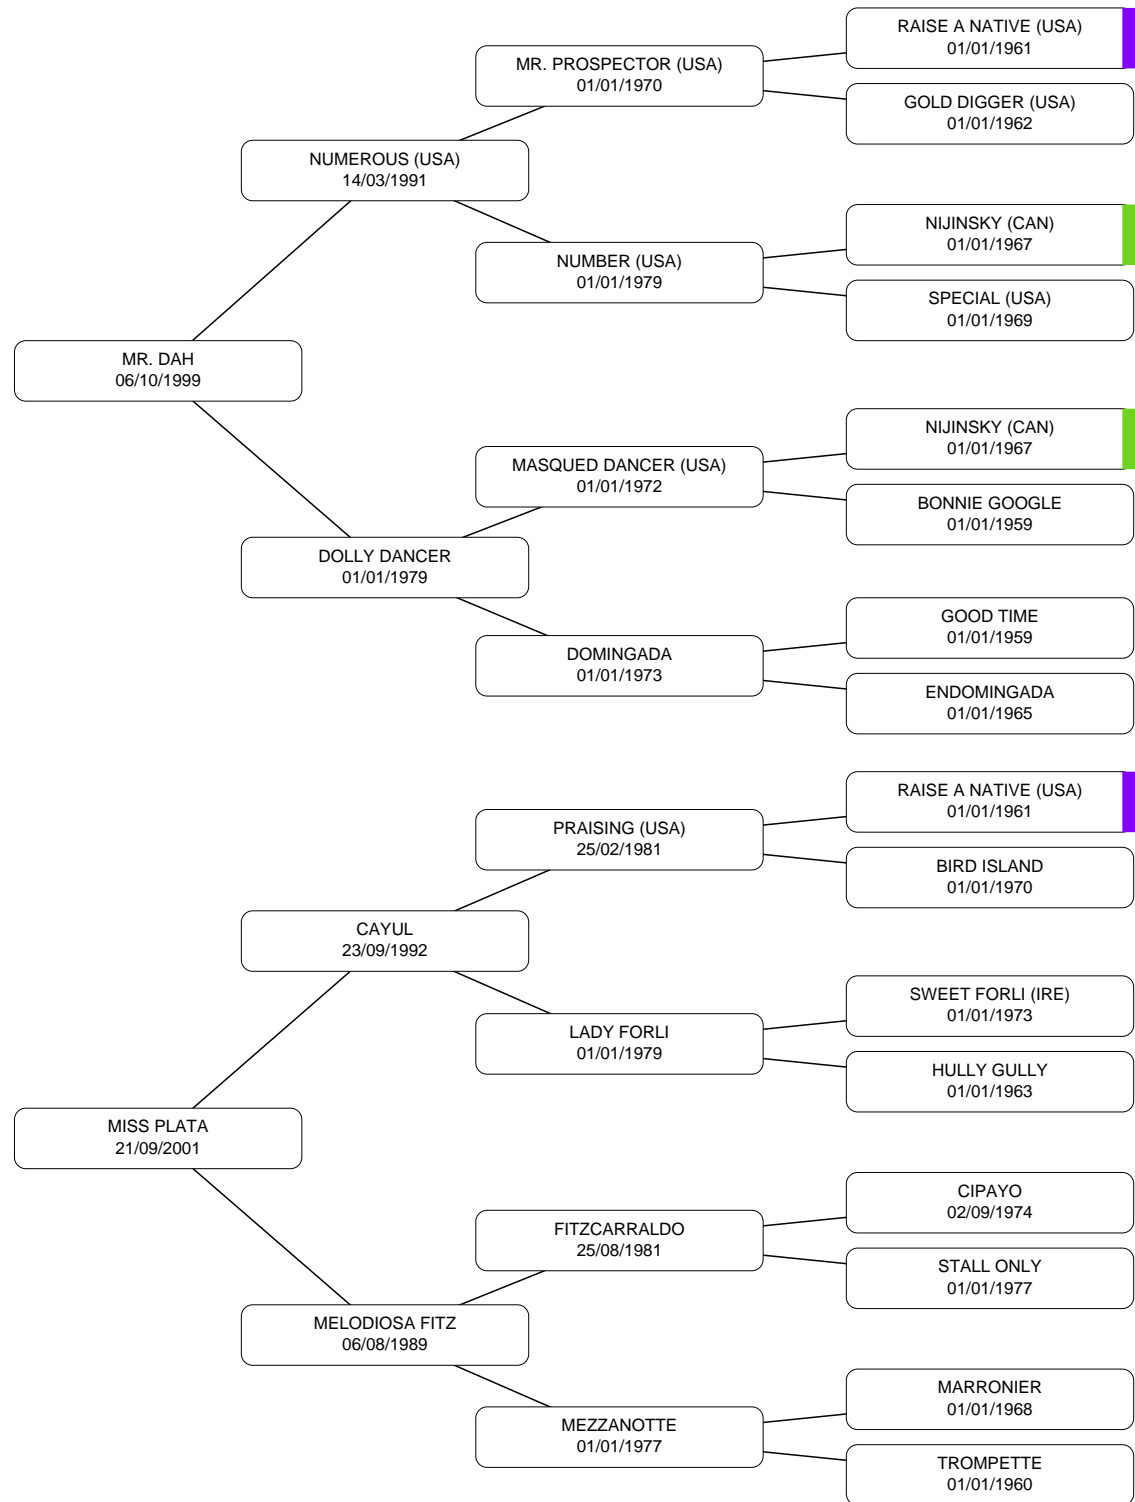 RAISE A NATIVE (USA)
01/01/1961
MR. PROSPECTOR (USA)
01/01/1970
GOLD DIGGER (USA)
01/01/1962
NUMEROUS (USA)
14/03/1991
NIJINSKY (CAN)
01/01/1967
NUMBER (USA)
01/01/1979
SPECIAL (USA)
01/01/1969
MR. DAH
06/10/1999
NIJINSKY (CAN)
01/01/1967
MASQUED DANCER (USA)
01/01/1972
BONNIE GOOGLE
01/01/1959
DOLLY DANCER
01/01/1979
GOOD TIME
01/01/1959
DOMINGADA
01/01/1973
ENDOMINGADA
01/01/1965
RAISE A NATIVE (USA)
01/01/1961
PRAISING (USA)
25/02/1981
BIRD ISLAND
01/01/1970
CAYUL
23/09/1992
SWEET FORLI (IRE)
01/01/1973
LADY FORLI
01/01/1979
HULLY GULLY
01/01/1963
MISS PLATA
21/09/2001
CIPAYO
02/09/1974
FITZCARRALDO
25/08/1981
STALL ONLY
01/01/1977
MELODIOSA FITZ
06/08/1989
MARRONIER
01/01/1968
MEZZANOTTE
01/01/1977
TROMPETTE
01/01/1960